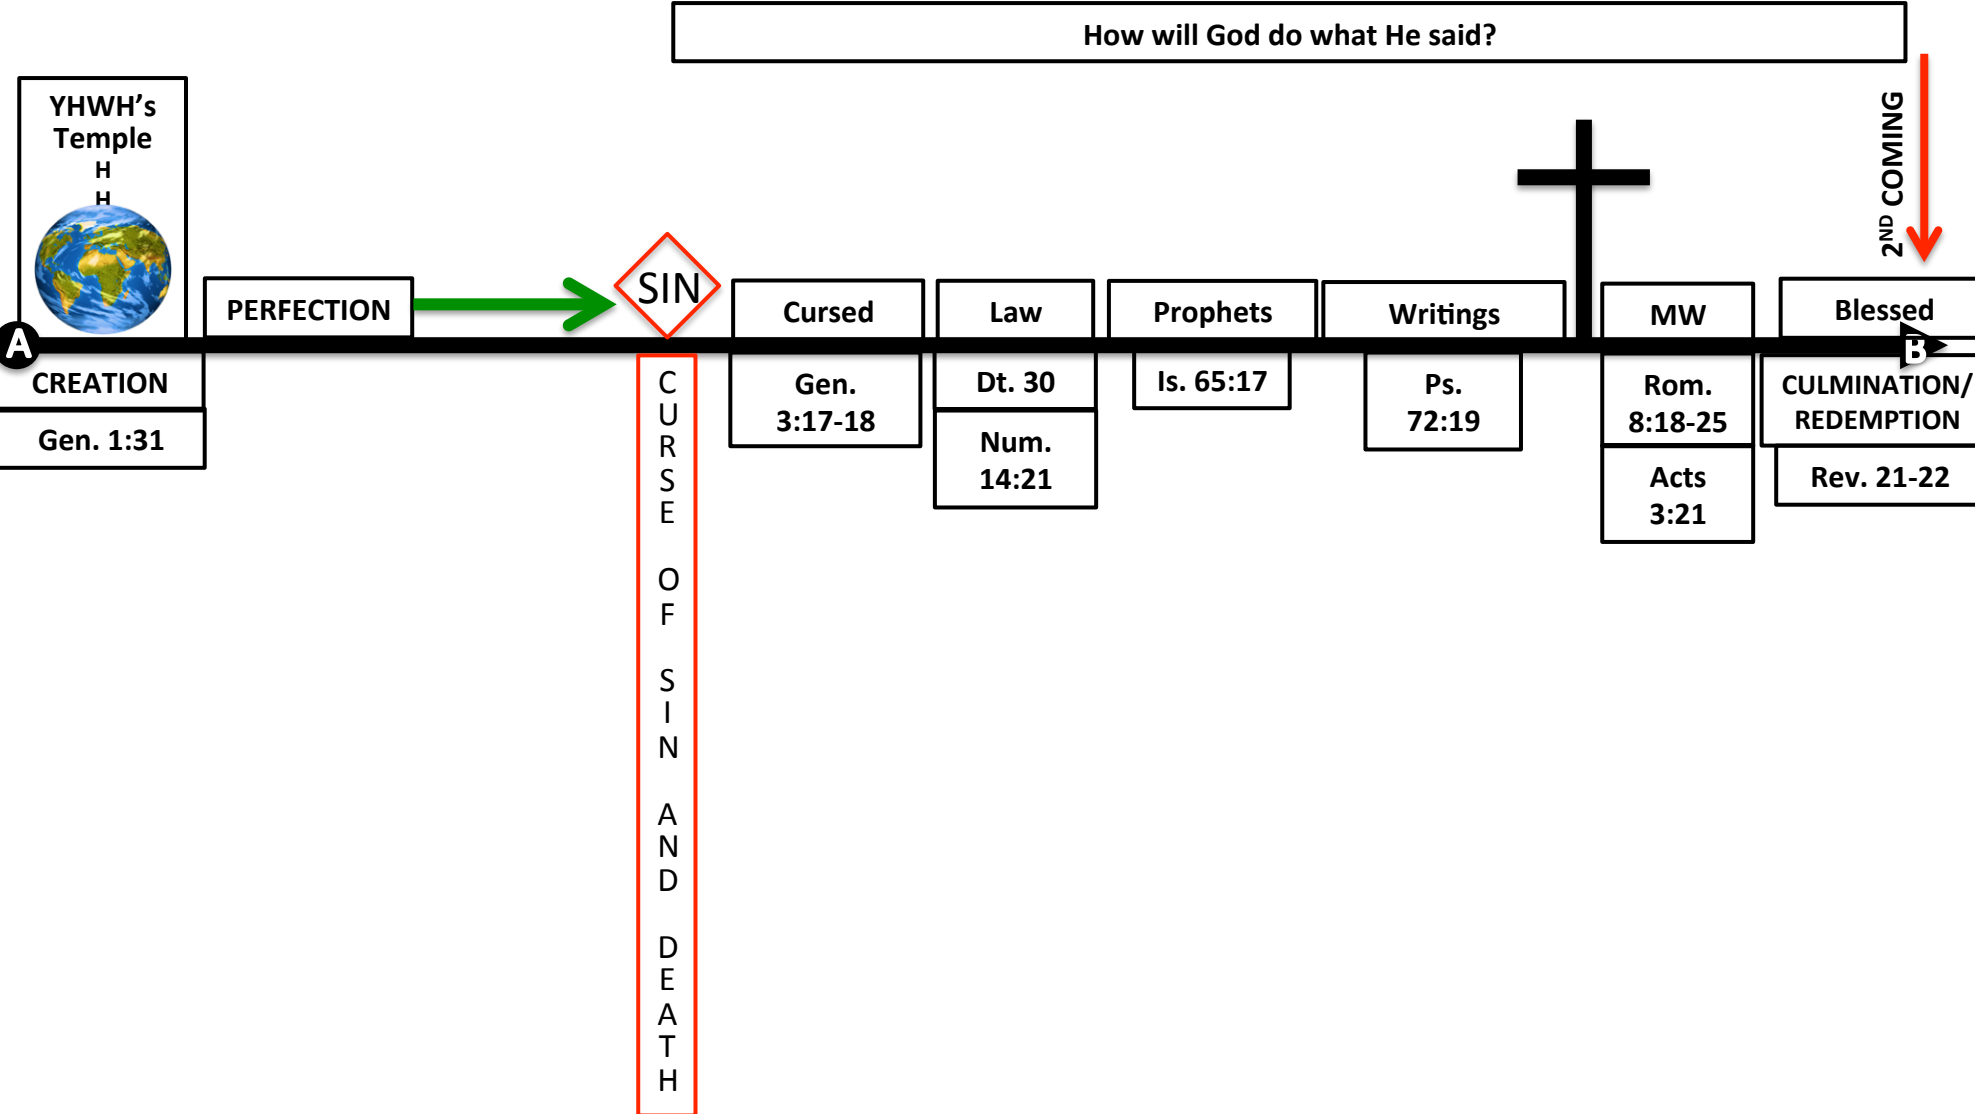 How will God do what He said?
YHWH’s
Temple
H
H
2ND COMING
SIN
PERFECTION
Cursed
Law
Prophets
Writings
MW
Blessed
A
B
CREATION
Gen. 1:31
C
U
R
S
E
O
F
S
I
N
A
N
D
D
E
A
T
H
Gen.
3:17-18
Dt. 30
Num.
14:21
Is. 65:17
Ps.
72:19
Rom.
8:18-25
Acts
3:21
CULMINATION/
REDEMPTION
Rev. 21-22